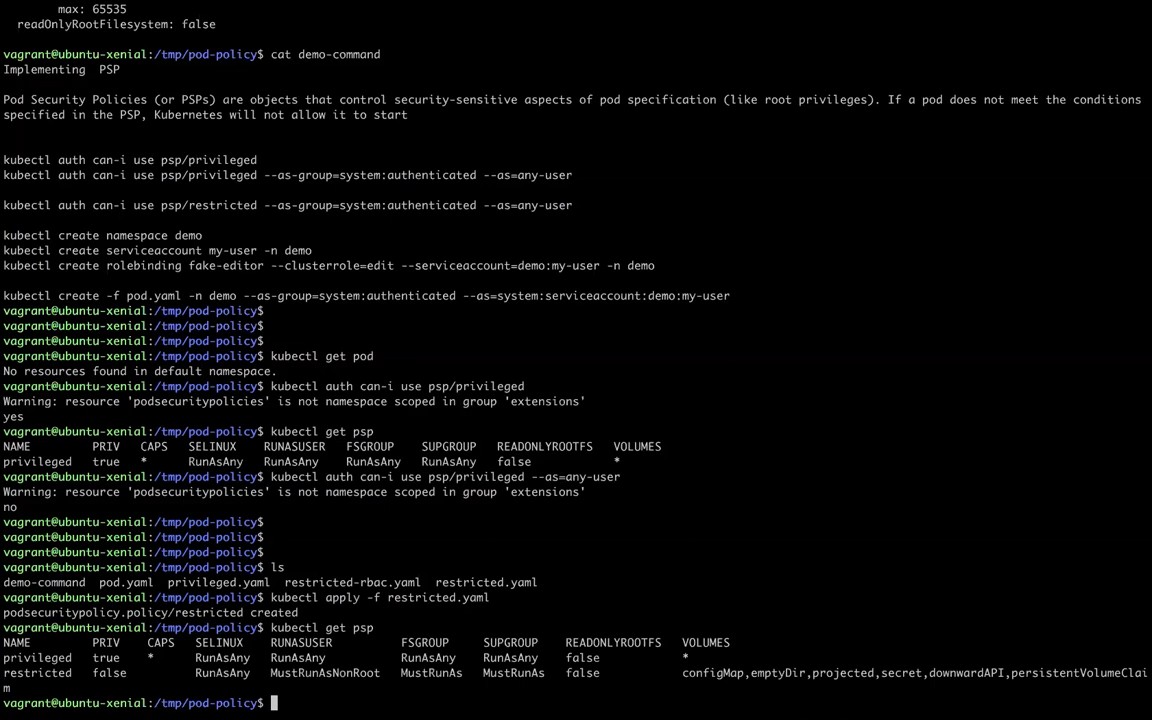 max: 65535
readOnlyRootFilesystem: false
vagrant@ubuntu-xenial:/tmp/pod-policy$ cat demo-command
Implementing  PSP
Pod Security Policies (or PSPs) are objects that control security-sensitive aspects of pod specification (like root privileges). If a pod does not meet the conditions
specified in the PSP, Kubernetes will not allow it to start
kubectl auth can-i use psp/privileged
kubectl auth can-i use psp/privileged --as-group=system:authenticated --as=any-user
kubectl auth can-i use psp/restricted --as-group=system:authenticated --as=any-user
kubectl create namespace demo
kubectl create serviceaccount my-user -n demo
kubectl create rolebinding fake-editor --clusterrole=edit --serviceaccount=demo:my-user -n demo
kubectl create -f pod.yaml -n demo --as-group=system:authenticated --as=system:serviceaccount:demo:my-user
vagrant@ubuntu-xenial:/tmp/pod-policy$
vagrant@ubuntu-xenial:/tmp/pod-policy$
vagrant@ubuntu-xenial:/tmp/pod-policy$
vagrant@ubuntu-xenial:/tmp/pod-policy$ kubectl get pod
No resources found in default namespace.
vagrant@ubuntu-xenial:/tmp/pod-policy$ kubectl auth can-i use psp/privileged
Warning: resource 'podsecuritypolicies' is not namespace scoped in group 'extensions'
yes
vagrant@ubuntu-xenial:/tmp/pod-policy$ kubectl get psp
NAME         PRIV   CAPS   SELINUX    RUNASUSER   FSGROUP    SUPGROUP   READONLYROOTFS   VOLUMES
privileged   true   *      RunAsAny   RunAsAny    RunAsAny   RunAsAny   false            *
vagrant@ubuntu-xenial:/tmp/pod-policy$ kubectl auth can-i use psp/privileged --as=any-user
Warning: resource 'podsecuritypolicies' is not namespace scoped in group 'extensions'
no
vagrant@ubuntu-xenial:/tmp/pod-policy$
vagrant@ubuntu-xenial:/tmp/pod-policy$
vagrant@ubuntu-xenial:/tmp/pod-policy$
vagrant@ubuntu-xenial:/tmp/pod-policy$ ls
demo-command  pod.yaml  privileged.yaml  restricted-rbac.yaml  restricted.yaml
vagrant@ubuntu-xenial:/tmp/pod-policy$ kubectl apply -f restricted.yaml
podsecuritypolicy.policy/restricted created
vagrant@ubuntu-xenial:/tmp/pod-policy$ kubectl get psp
NAME         PRIV    CAPS   SELINUX    RUNASUSER          FSGROUP     SUPGROUP    READONLYROOTFS   VOLUMES
privileged   true    *      RunAsAny   RunAsAny           RunAsAny    RunAsAny    false            *
restricted   false          RunAsAny   MustRunAsNonRoot   MustRunAs   MustRunAs   false            configMap,emptyDir,projected,secret,downwardAPI,persistentVolumeClai
m
vagrant@ubuntu-xenial:/tmp/pod-policy$